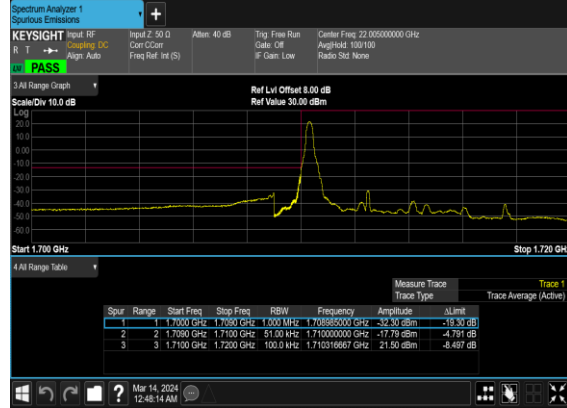 Spectrum Analyzer 1
Spurious Emissions
KEYSIGHT Input: RF Input Z: 50 Ω Atten: 40 dB Trig: Free Run Center Freq: 22.005000000 GHz
R T Coupling: DC Corr CCorr Gate: Off Avg|Hold: 100/100
Align: Auto Freq Ref: Int (S) IF Gain: Low Radio Std: None
LW PASS
3 All Range Graph
Ref Lvl Offset 8.00 dB
Scale/Div 10.0 dB Ref Value 30.00 dBm
Log
20.0
10.0
0.00
-10.0
-20.0
-30.0
-40.0
-50.0
-60.0
Start 1.700 GHz Stop 1.720 GHz
4 All Range Table
Measure Trace Trace 1
Trace Type Trace Average (Active)
Spur Range Start Freq Stop Freq RBW Frequency Amplitude ΔLimit
1 1 1.7000 GHz 1.7090 GHz 1.000 MHz 1.708985000 GHz -32.30 dBm -19.30 dB
2 2 1.7090 GHz 1.7100 GHz 51.00 kHz 1.710000000 GHz -17.79 dBm -4.791 dB
3 3 1.7100 GHz 1.7200 GHz 100.0 kHz 1.710316667 GHz 21.50 dBm -8.497 dB
Mar 14, 2024
12:48:14 AM